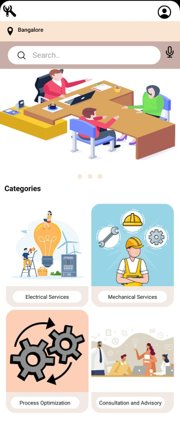 Bangalore
Search...
Categories
Electrical Services
Mechanical Services
Process Optimization
Consultation and Advisory